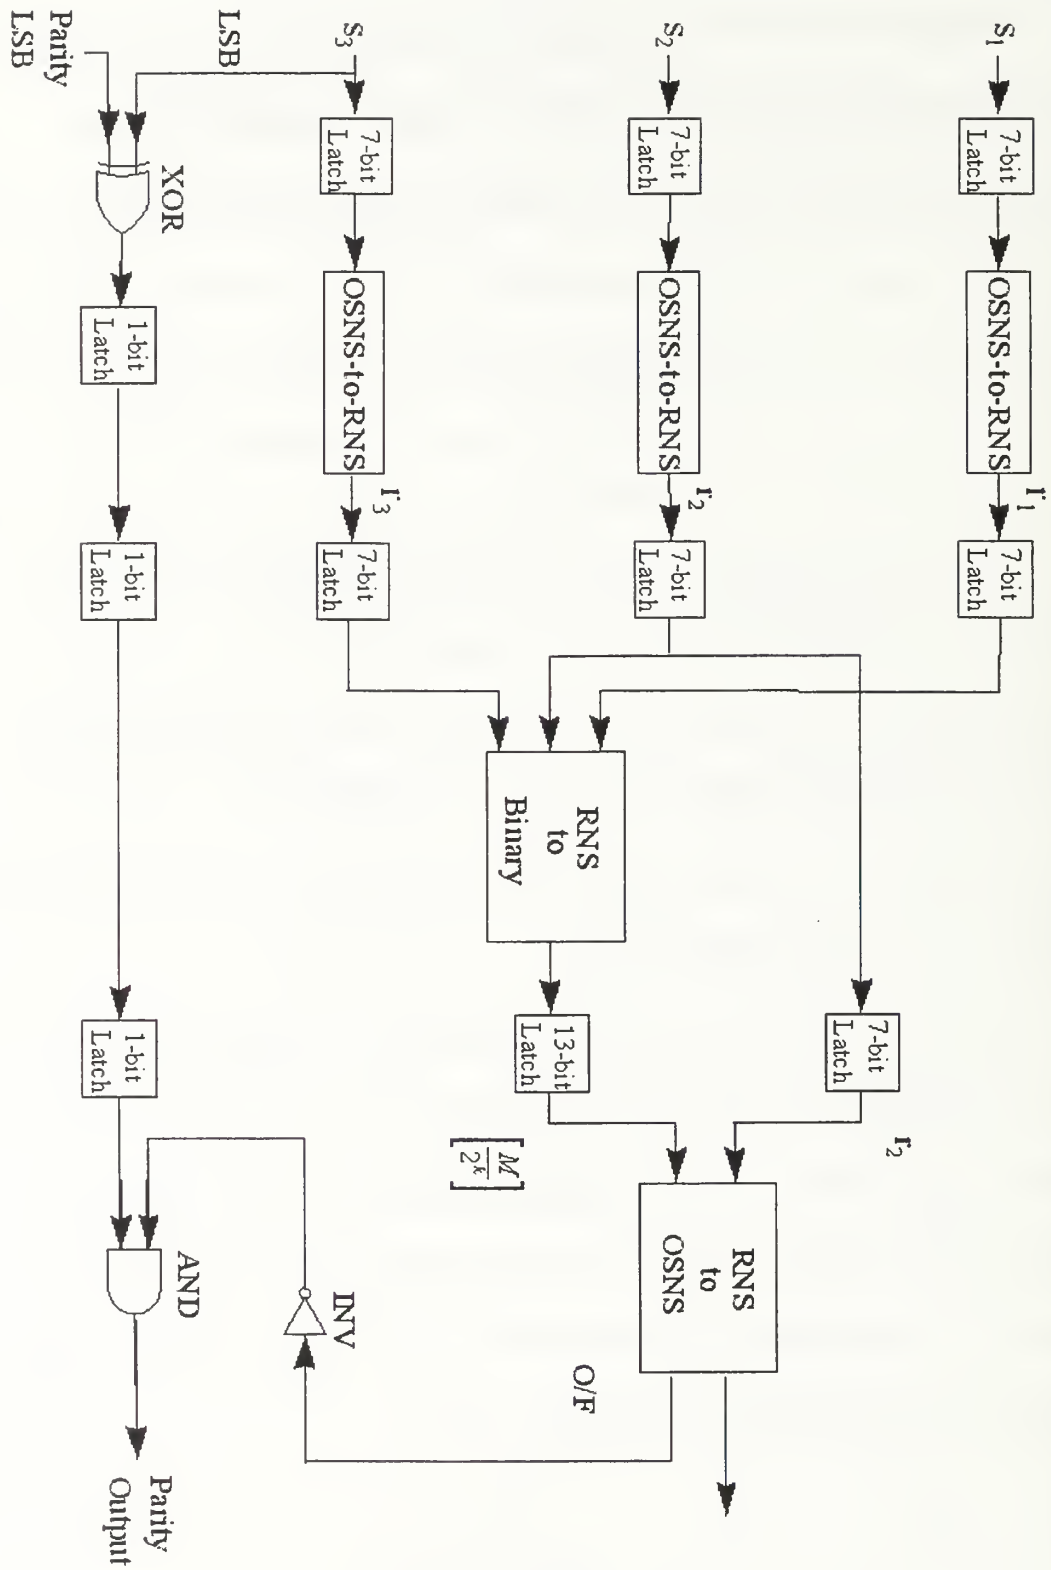 S1
7-bit
Latch
OSNS-to-RNS
r1
7-bit
Latch
7-bit
Latch
r2
S2
7-bit
Latch
OSNS-to-RNS
r2
7-bit
Latch
RNS
to
OSNS
RNS
to
Binary
13-bit
Latch
[M/2^k]
O/F
S3
7-bit
Latch
OSNS-to-RNS
r3
7-bit
Latch
INV
LSB
XOR
AND
Parity
LSB
1-bit
Latch
1-bit
Latch
1-bit
Latch
Parity
Output